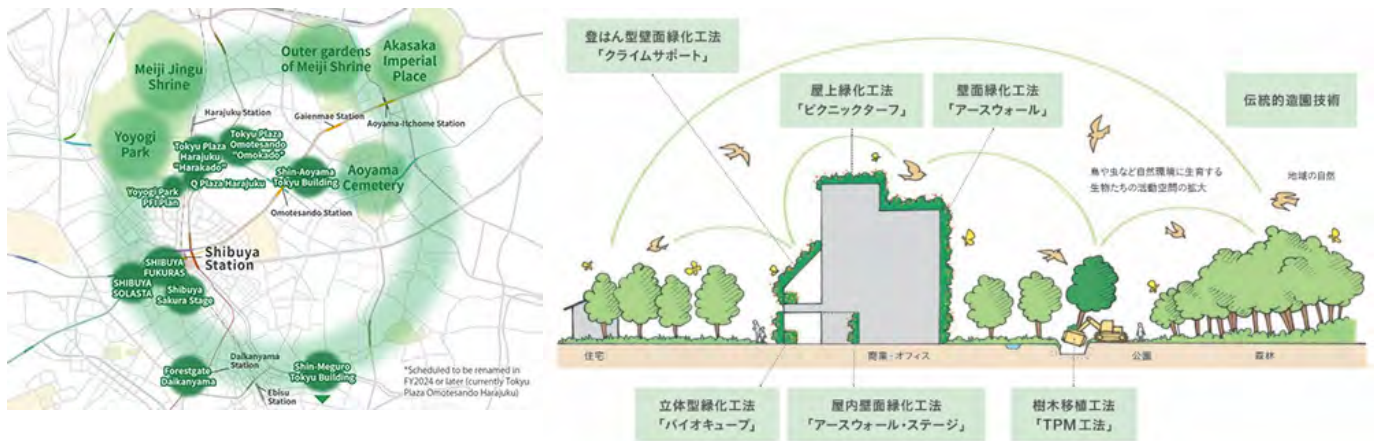 Meiji Jingu
Shrine
Outer gardens
of Meiji Shrine
Akasaka
Imperial
Place
Harajuku Station
Gaienmae Station
Aoyama-Itchome Station
Yoyogi
Park
Tokyu Plaza
Harajuku
"Harakado"
Tokyu Plaza
Omotesando
"Omokado"
Q Plaza Harajuku
Shin-Aoyama
Tokyu Building
Aoyama
Cemetery
Yoyogi Park
PFI Plan
Omotesando Station
Shibuya
Station
SHIBUYA
FUKURAS
SHIBUYA
SOLASTA
Shibuya
Sakura Stage
Daikanyama
Station
Forestgate
Daikanyama
Shin-Meguro
Tokyu Building
Ebisu
Station
*Scheduled to be renamed in
FY2024 or later (currently Tokyu
Plaza Omotesando Harajuku)
登はん型壁面緑化工法
「クライムサポート」
屋上緑化工法
「ピクニックターフ」
壁面緑化工法
「アースウォール」
伝統的造園技術
鳥や虫など自然環境に生育する
生物たちの活動空間の拡大
地域の自然
住宅
商業・オフィス
公園
森林
立体型緑化工法
「バイオキューブ」
屋内壁面緑化工法
「アースウォール・ステージ」
樹木移植工法
「TPM工法」